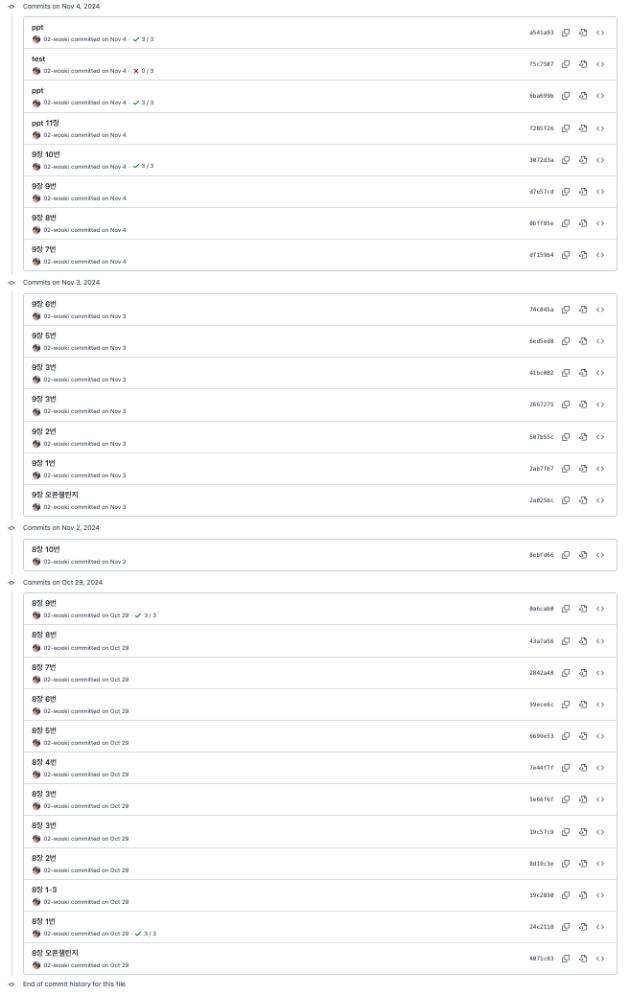 Commits on Nov 4, 2024
ppt
02-wooki committed on Nov 4 · 3 / 3
a541a93
test
02-wooki committed on Nov 4 · 0 / 3
f5c7507
ppt
02-wooki committed on Nov 4 · 3 / 3
6ba699b
ppt 11장
02-wooki committed on Nov 4
f285f26
9장 10번
02-wooki committed on Nov 4 · 3 / 3
3072d3a
9장 9번
02-wooki committed on Nov 4
d7e57cd
9장 8번
02-wooki committed on Nov 4
0bff85e
9장 7번
02-wooki committed on Nov 4
df159b4
Commits on Nov 3, 2024
9장 6번
02-wooki committed on Nov 3
74c045a
9장 5번
02-wooki committed on Nov 3
6ed5ed8
9장 3번
02-wooki committed on Nov 3
41bc082
9장 3번
02-wooki committed on Nov 3
2667275
9장 2번
02-wooki committed on Nov 3
507b55c
9장 1번
02-wooki committed on Nov 3
2ab7fb7
9장 오픈챌린지
02-wooki committed on Nov 3
2a025bc
Commits on Nov 2, 2024
8장 10번
02-wooki committed on Nov 2
8ebfd66
Commits on Oct 29, 2024
8장 9번
02-wooki committed on Oct 29 · 3 / 3
0a6cab0
8장 8번
02-wooki committed on Oct 29
43a7a56
8장 7번
02-wooki committed on Oct 29
2842a48
8장 6번
02-wooki committed on Oct 29
99ece6c
8장 5번
02-wooki committed on Oct 29
6699e53
8장 4번
02-wooki committed on Oct 29
7e44f7f
8장 3번
02-wooki committed on Oct 29
5e66f6f
8장 3번
02-wooki committed on Oct 29
19c57c9
8장 2번
02-wooki committed on Oct 29
8d19c3e
8장 1-3
02-wooki committed on Oct 29
19c2030
8장 1번
02-wooki committed on Oct 29 · 3 / 3
24c2118
8장 오픈챌린지
02-wooki committed on Oct 29
4071c83
End of commit history for this file